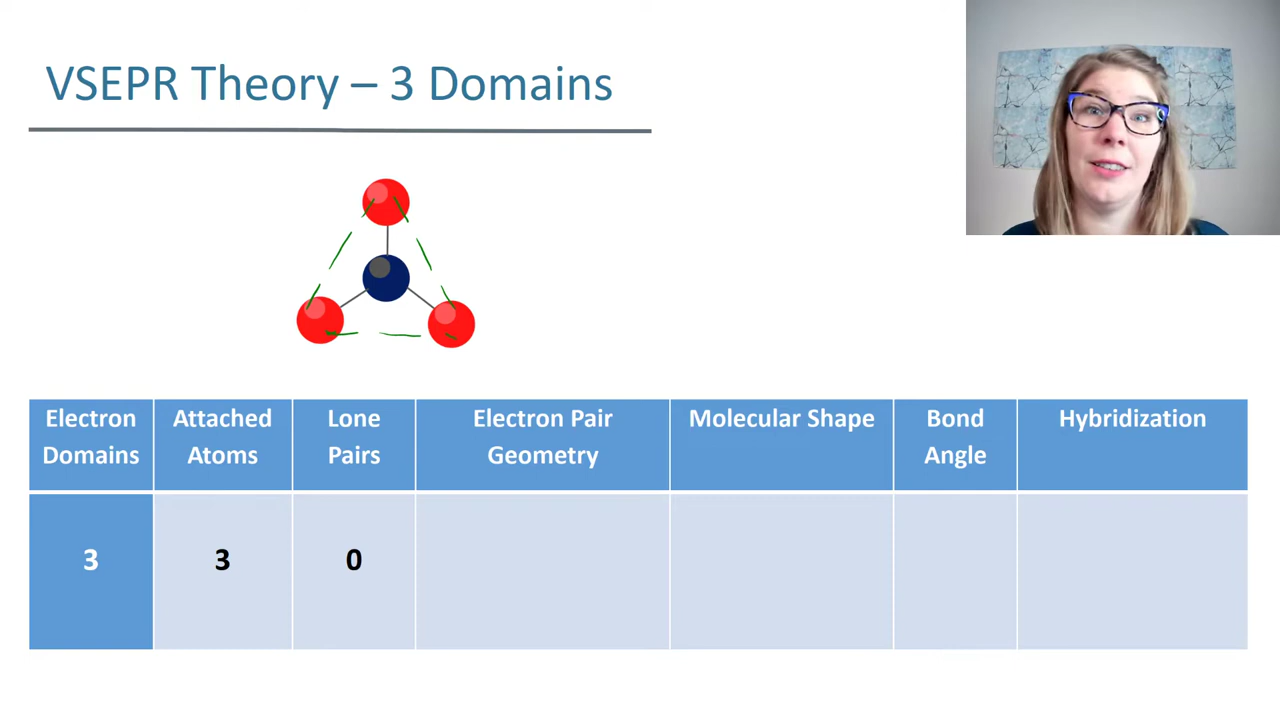 VSEPR Theory – 3 Domains
Electron Domains
Attached Atoms
Lone Pairs
Electron Pair Geometry
Molecular Shape
Bond Angle
Hybridization
3
3
0